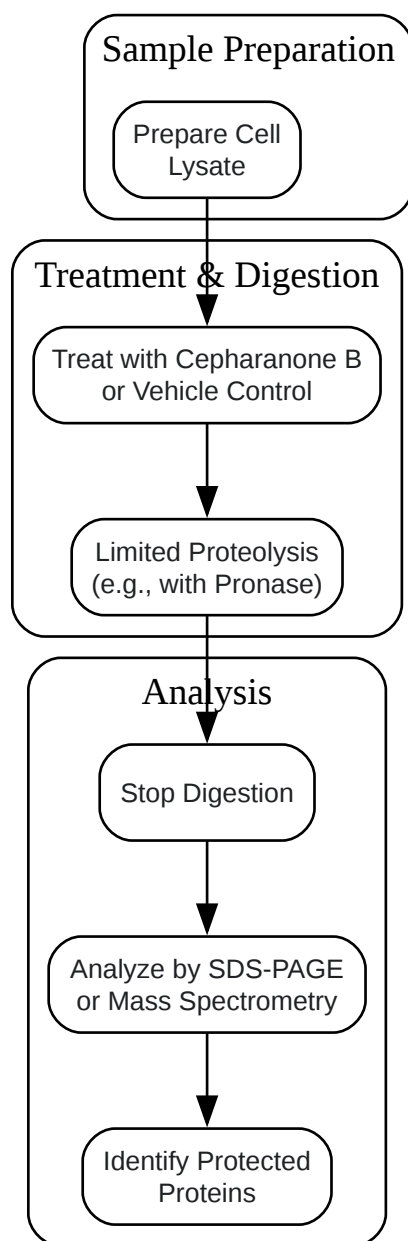 Sample Preparation
Prepare Cell
Lysate
Treatment & Digestion
Treat with Cepharanone B
or Vehicle Control
Limited Proteolysis
(e.g., with Pronase)
Analysis
Stop Digestion
Analyze by SDS-PAGE
or Mass Spectrometry
Identify Protected
Proteins